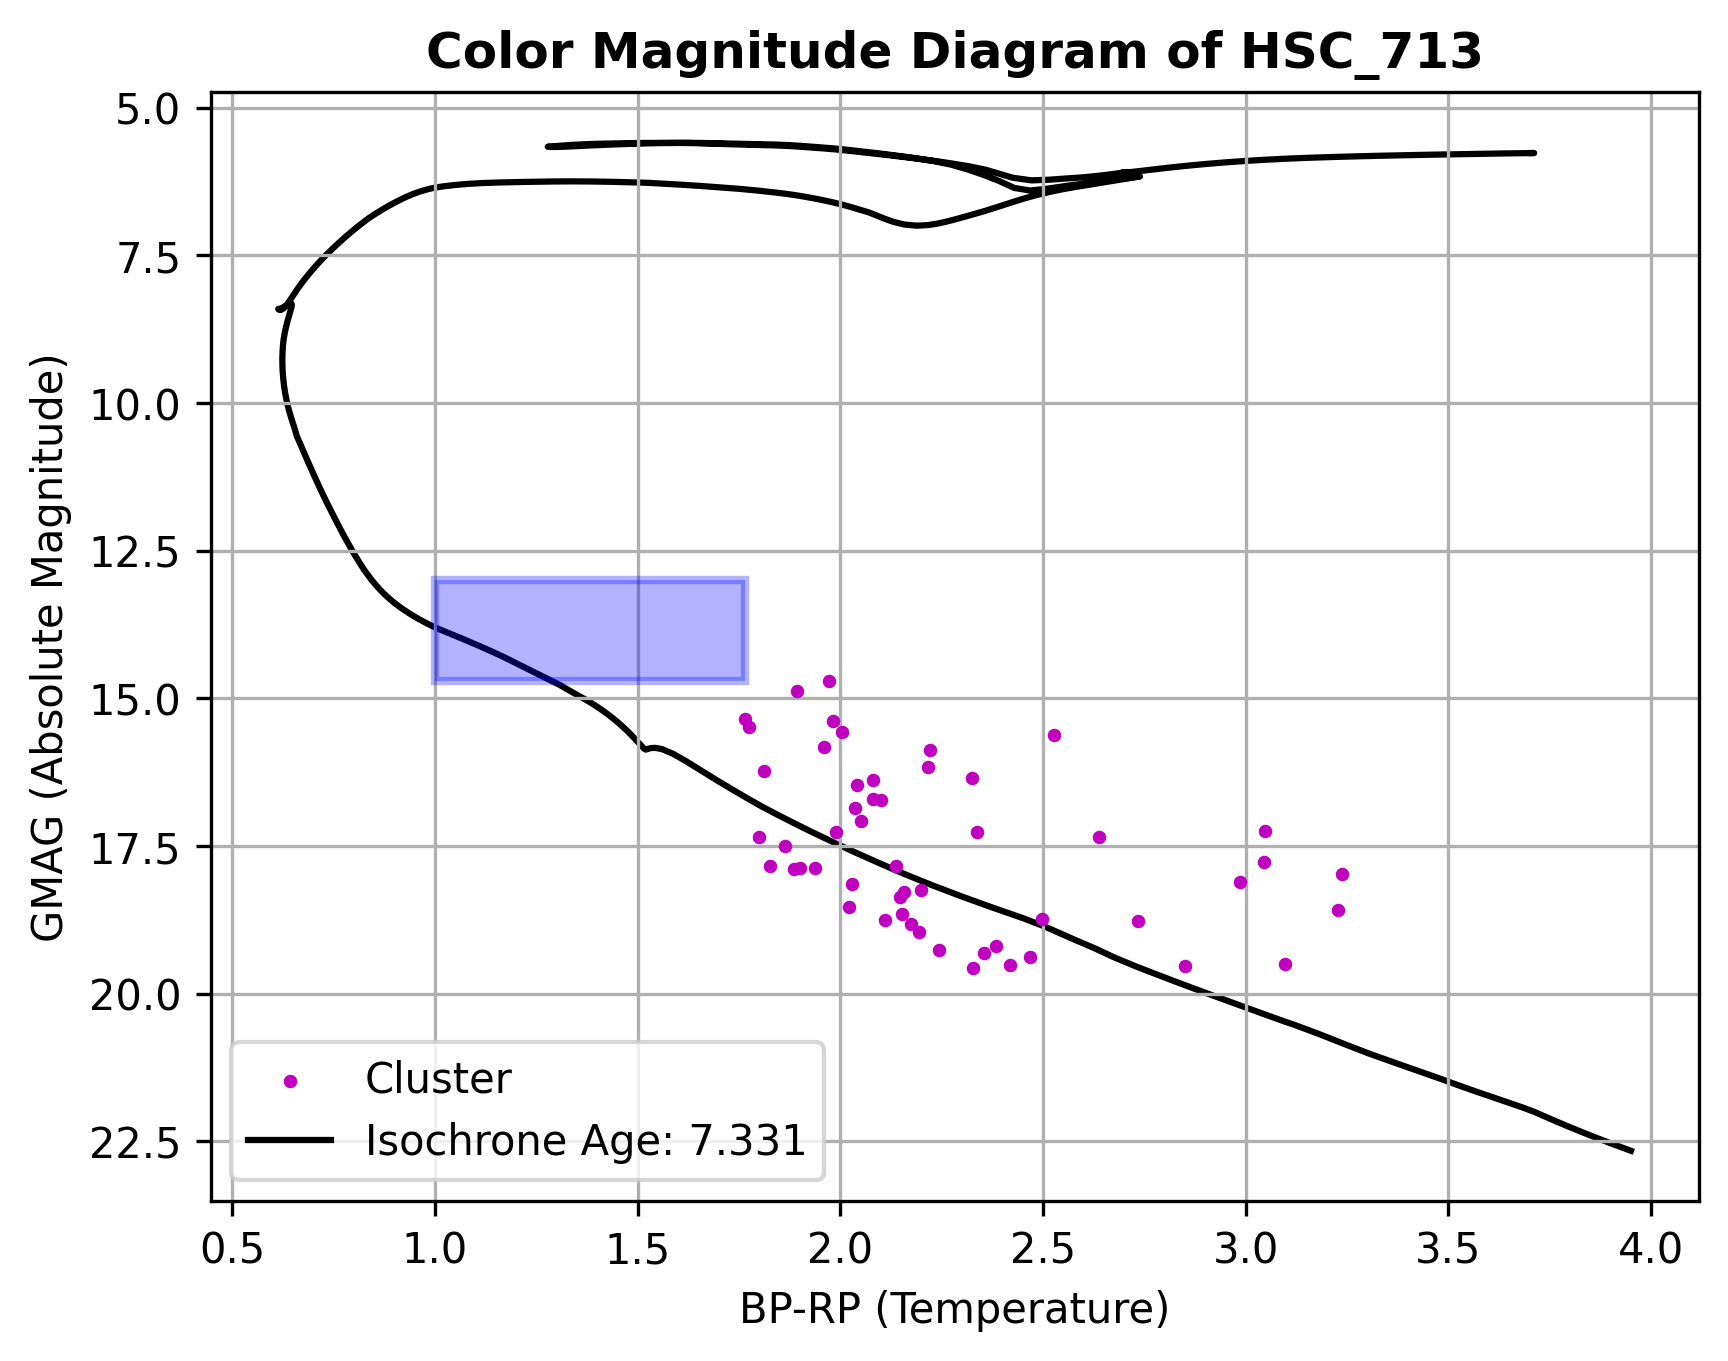 Color Magnitude Diagram of HSC_713
GMAG (Absolute Magnitude)
5.0
7.5
10.0
12.5
15.0
17.5
20.0
22.5
Cluster
Isochrone Age: 7.331
0.5 1.0 1.5 2.0 2.5 3.0 3.5 4.0
BP-RP (Temperature)